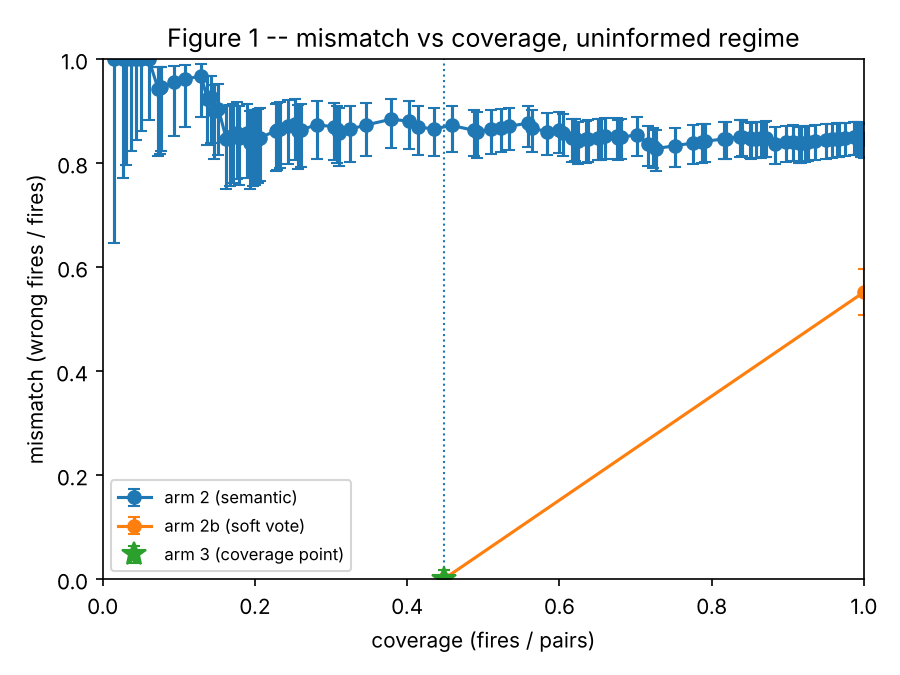 Figure 1 -- mismatch vs coverage, uninformed regime
1.0
0.8
0.6
0.4
0.2
0.0
mismatch (wrong fires / fires)
arm 2 (semantic)
arm 2b (soft vote)
arm 3 (coverage point)
0.0 0.2 0.4 0.6 0.8 1.0
coverage (fires / pairs)